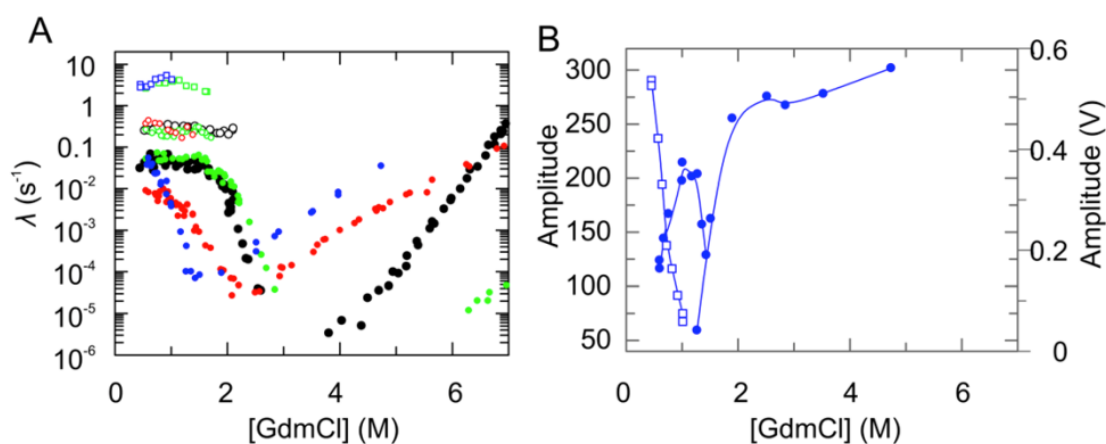 A
B
10
1
0.1
10⁻²
10⁻³
10⁻⁴
10⁻⁵
10⁻⁶
λ (s⁻¹)
0 2 4 6
[GdmCl] (M)
300
250
200
150
100
50
Amplitude
0.6
0.4
0.2
0
Amplitude (V)
0 2 4 6
[GdmCl] (M)